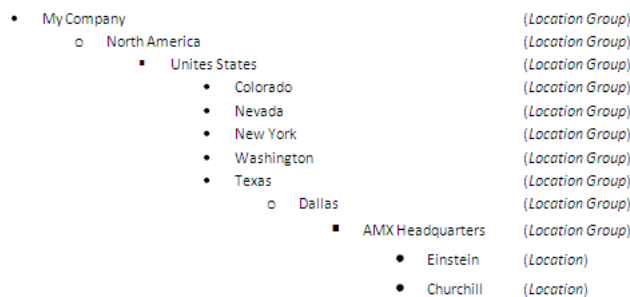 • My Company (Location Group)
o North America (Location Group)
▪ Unites States (Location Group)
• Colorado (Location Group)
• Nevada (Location Group)
• New York (Location Group)
• Washington (Location Group)
• Texas (Location Group)
o Dallas (Location Group)
▪ AMX Headquarters (Location Group)
• Einstein (Location)
• Churchill (Location)